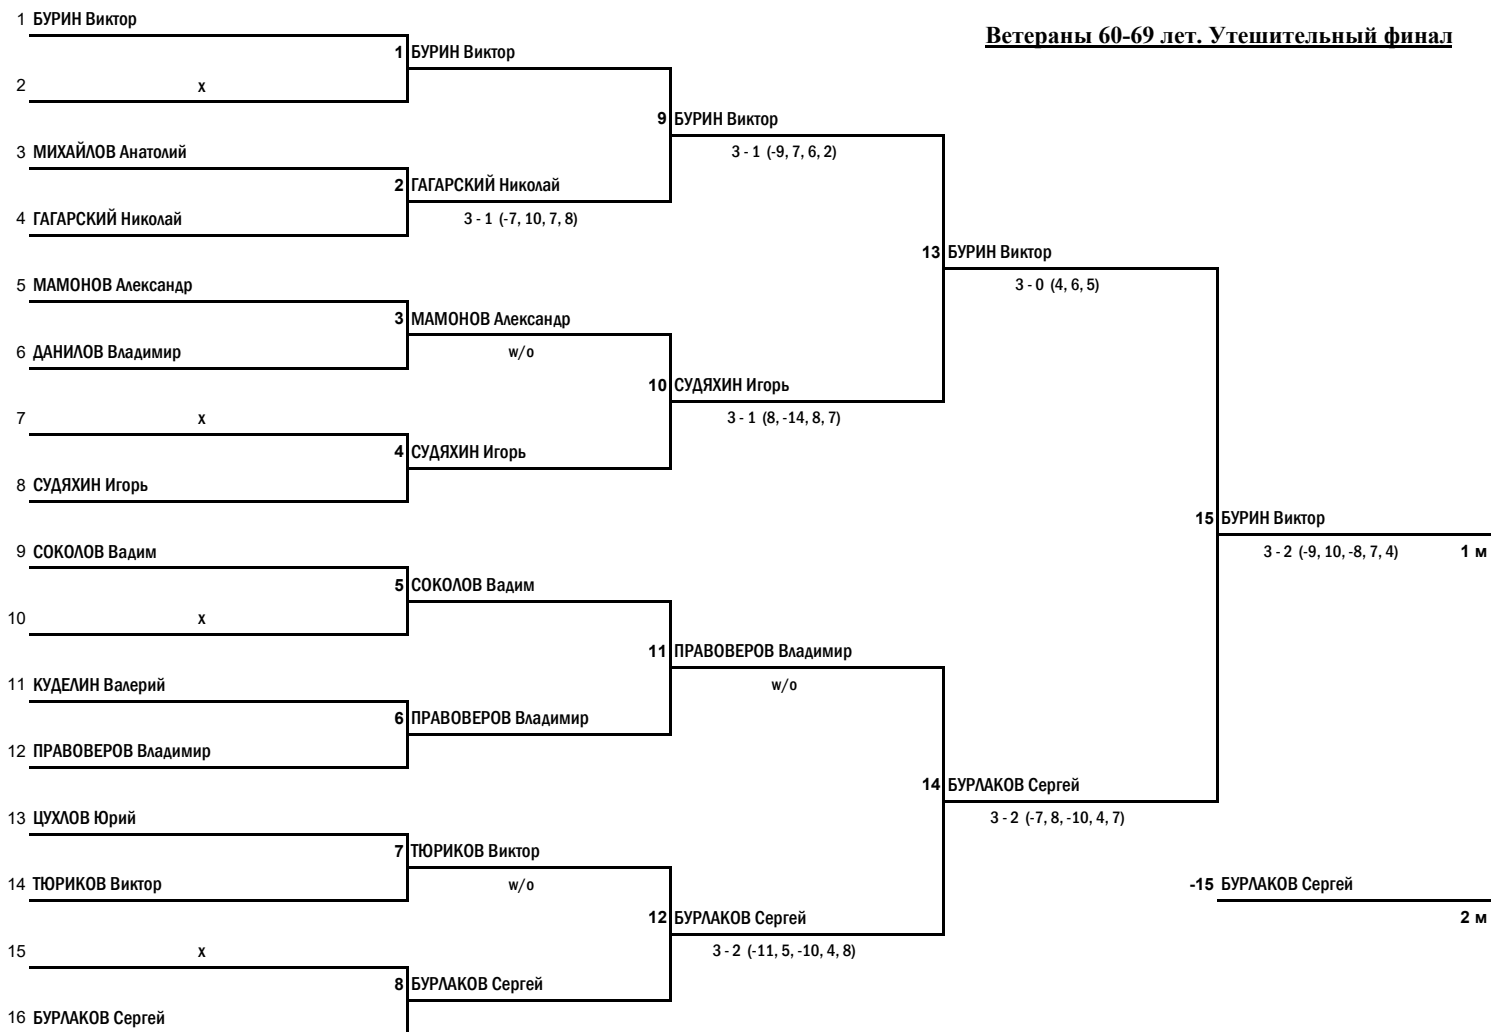 1 БУРИН Виктор
Ветераны 60-69 лет. Утешительный финал
1 БУРИН Виктор
2 х
9 БУРИН Виктор
3 МИХАЙЛОВ Анатолий
3 - 1 (-9, 7, 6, 2)
2 ГАГАРСКИЙ Николай
4 ГАГАРСКИЙ Николай
3 - 1 (-7, 10, 7, 8)
13 БУРИН Виктор
5 МАМОНОВ Александр
3 - 0 (4, 6, 5)
3 МАМОНОВ Александр
6 ДАНИЛОВ Владимир
w/o
10 СУДЯХИН Игорь
7 х
3 - 1 (8, -14, 8, 7)
4 СУДЯХИН Игорь
8 СУДЯХИН Игорь
15 БУРИН Виктор
9 СОКОЛОВ Вадим
3 - 2 (-9, 10, -8, 7, 4) 1 м
5 СОКОЛОВ Вадим
10 х
11 ПРАВОВЕРОВ Владимир
11 КУДЕЛИН Валерий
w/o
6 ПРАВОВЕРОВ Владимир
12 ПРАВОВЕРОВ Владимир
14 БУРЛАКОВ Сергей
13 ЦУХЛОВ Юрий
3 - 2 (-7, 8, -10, 4, 7)
7 ТЮРИКОВ Виктор
14 ТЮРИКОВ Виктор
w/o
-15 БУРЛАКОВ Сергей
12 БУРЛАКОВ Сергей
2 м
15 х
3 - 2 (-11, 5, -10, 4, 8)
8 БУРЛАКОВ Сергей
16 БУРЛАКОВ Сергей